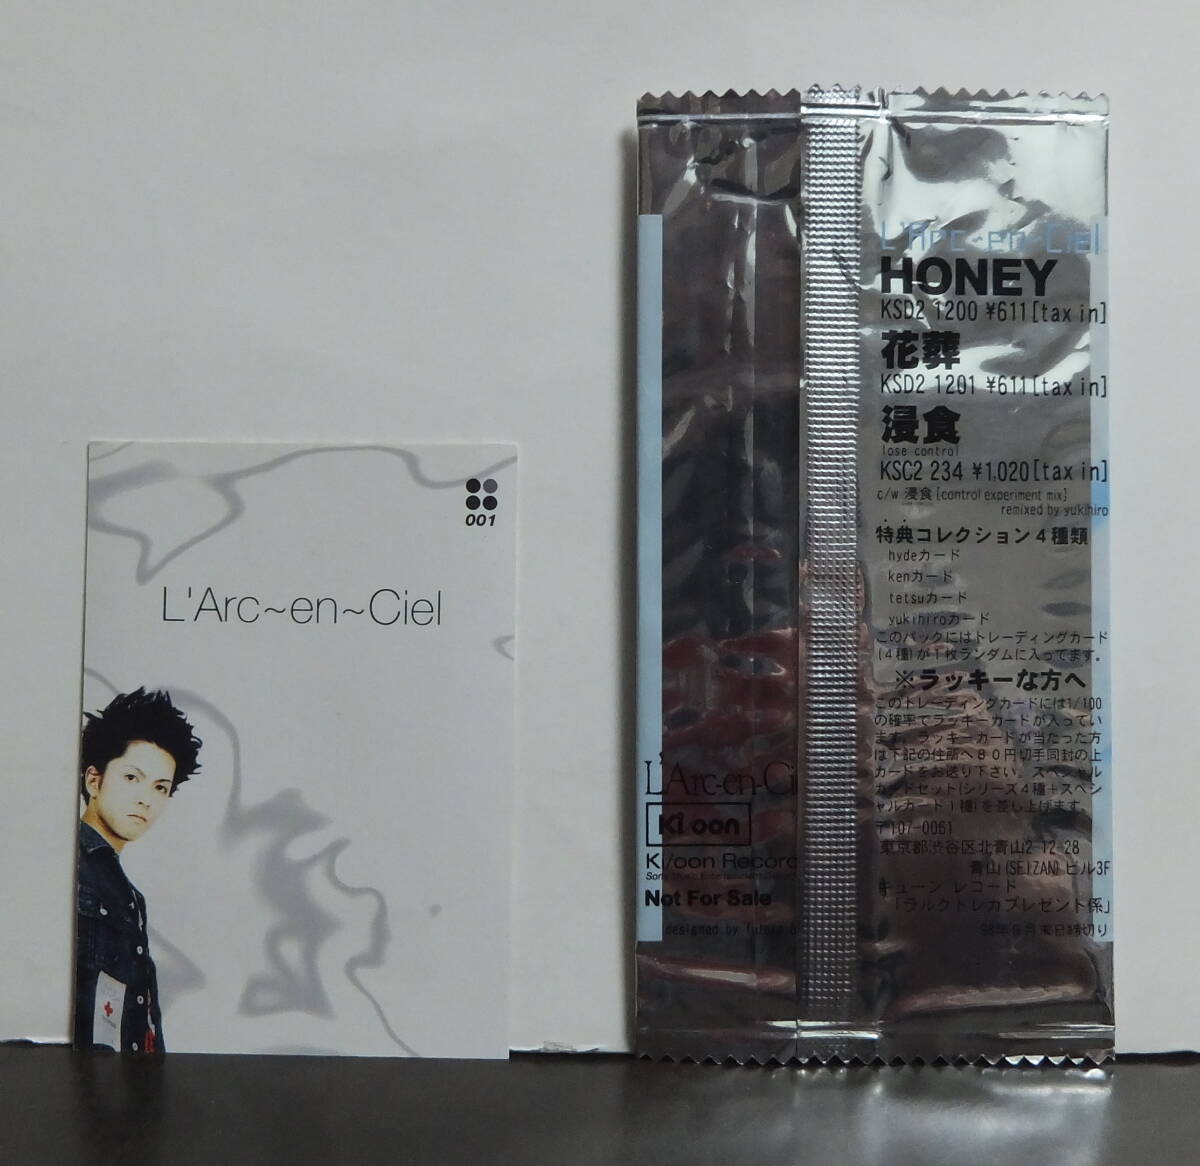 001
L'Arc~en~Ciel
L'Arc~en~Ciel
HONEY
KSD2 1200 ¥611[tax in]
花葬
KSD2 1201 ¥611[tax in]
浸食
lose control
KSC2 234 ¥1,020[tax in]
c/w 浸食[control experiment mix]
remixed by yukihiro
特典コレクション4種類
hydeカード
kenカード
tetsuカード
yukihiroカード
このパックにはトレーディングカード
(4種)が1枚ランダムに入ってます。
※ラッキーな方へ
このトレーディングカードには1/100
の確率でラッキーカードが入ってい
ます。ラッキーカードが当たった方
は下記の住所へ80円切手同封の上
カードをお送り下さい。スペシャル
カードセット(シリーズ4種+スペシ
ャルカード1種)を差し上げます。
〒107-0061
東京都渋谷区北青山2-12-28
青山(SEIZAN)ビル3F
キューン レコード
「ラルクトレカプレゼント係」
98年8月末日締切り
L'Arc-en-Ci
Ki/oon
Ki/oon Record
Not For Sale
designed by